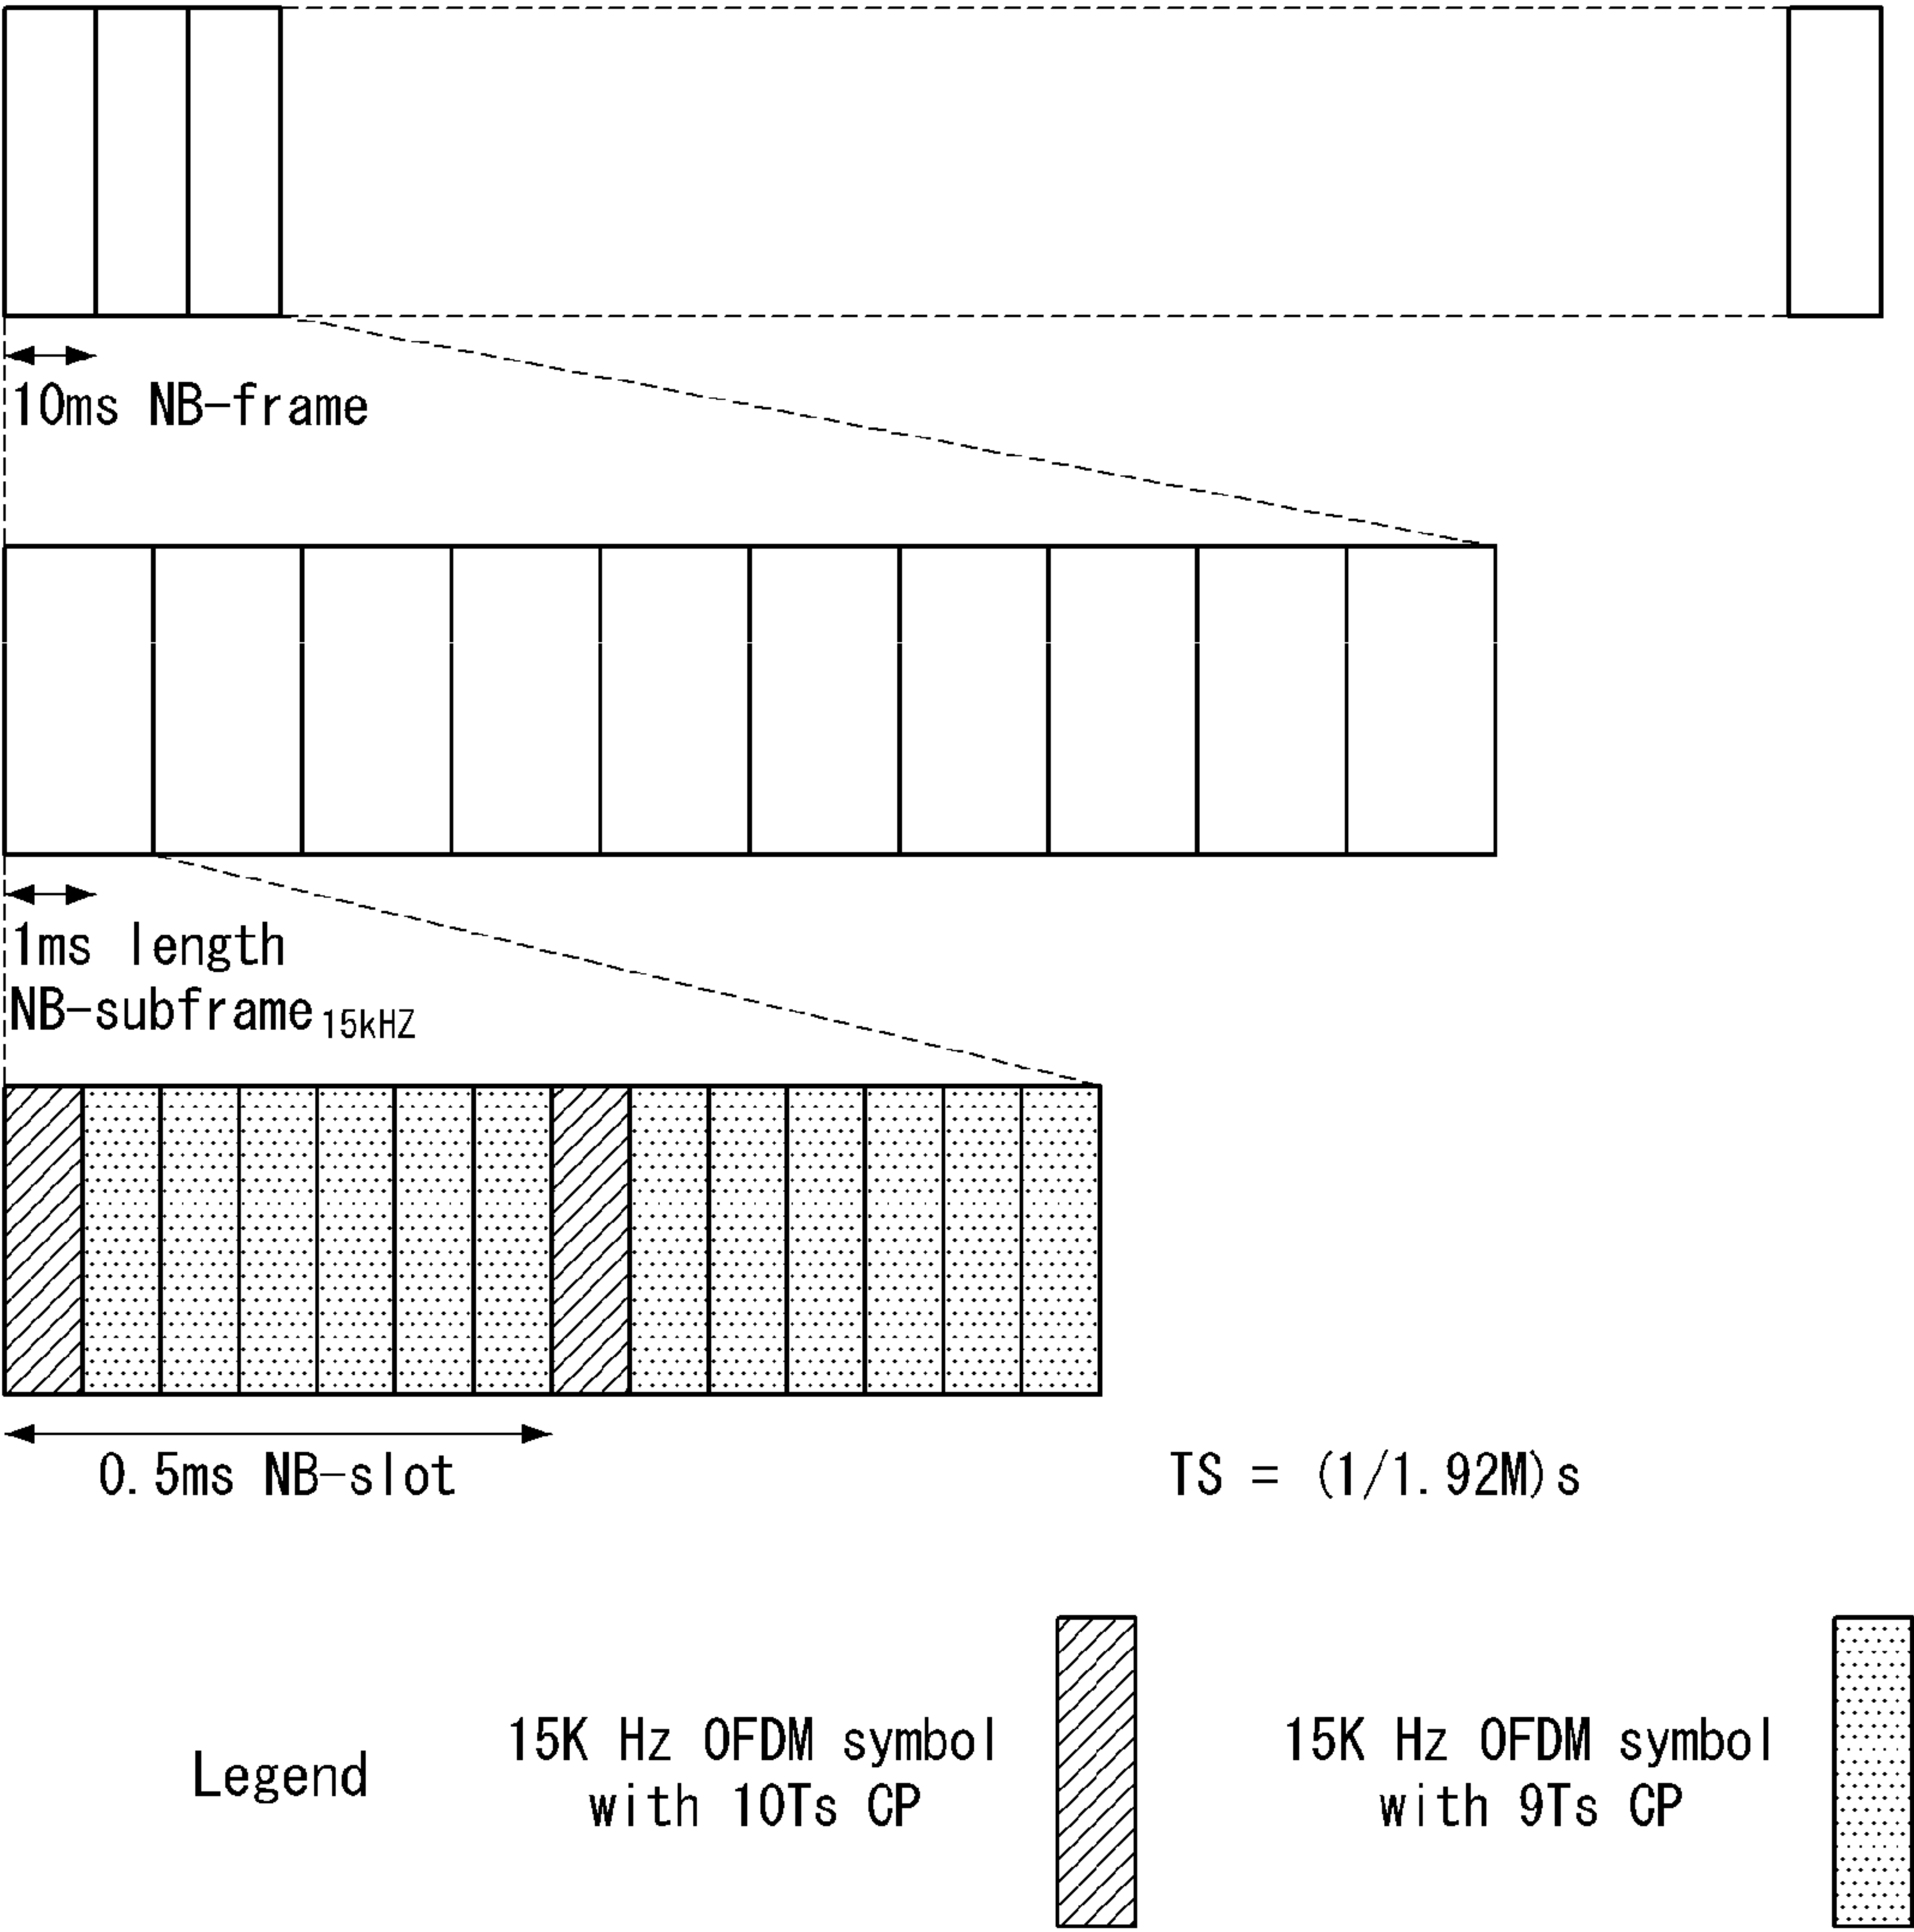 10ms NB-frame
1ms length
NB-subframe15kHZ
0.5ms NB-slot
TS = (1/1.92M)s
Legend
15K Hz OFDM symbol
with 10Ts CP
15K Hz OFDM symbol
with 9Ts CP